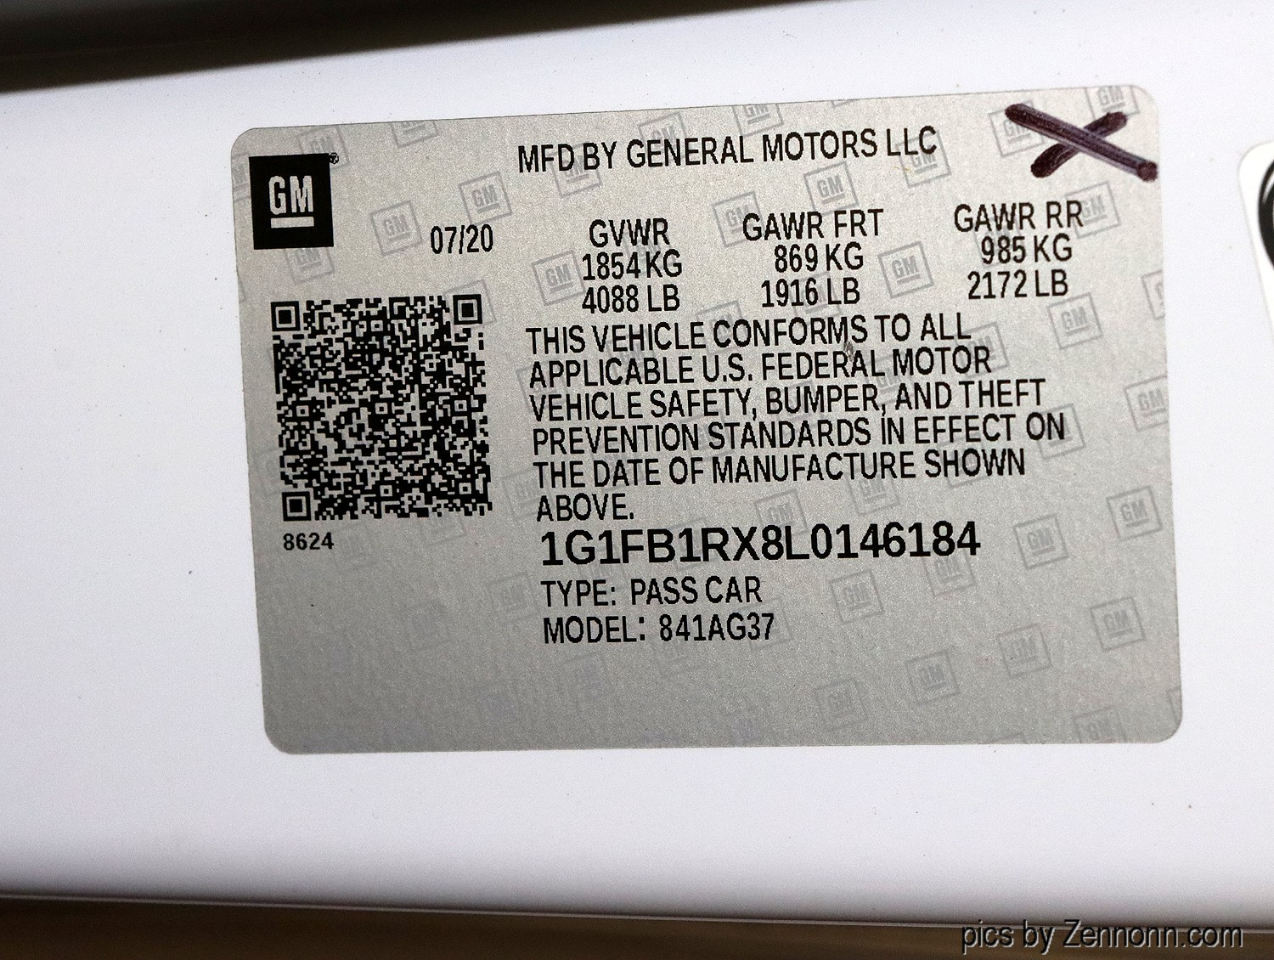 GM
MFD BY GENERAL MOTORS LLC
07/20
GVWR GAWR FRT GAWR RR
1854 KG 869 KG 985 KG
4088 LB 1916 LB 2172 LB
THIS VEHICLE CONFORMS TO ALL
APPLICABLE U.S. FEDERAL MOTOR
VEHICLE SAFETY, BUMPER, AND THEFT
PREVENTION STANDARDS IN EFFECT ON
THE DATE OF MANUFACTURE SHOWN
ABOVE.
8624
1G1FB1RX8L0146184
TYPE: PASS CAR
MODEL: 841AG37
pics by Zennonn.com